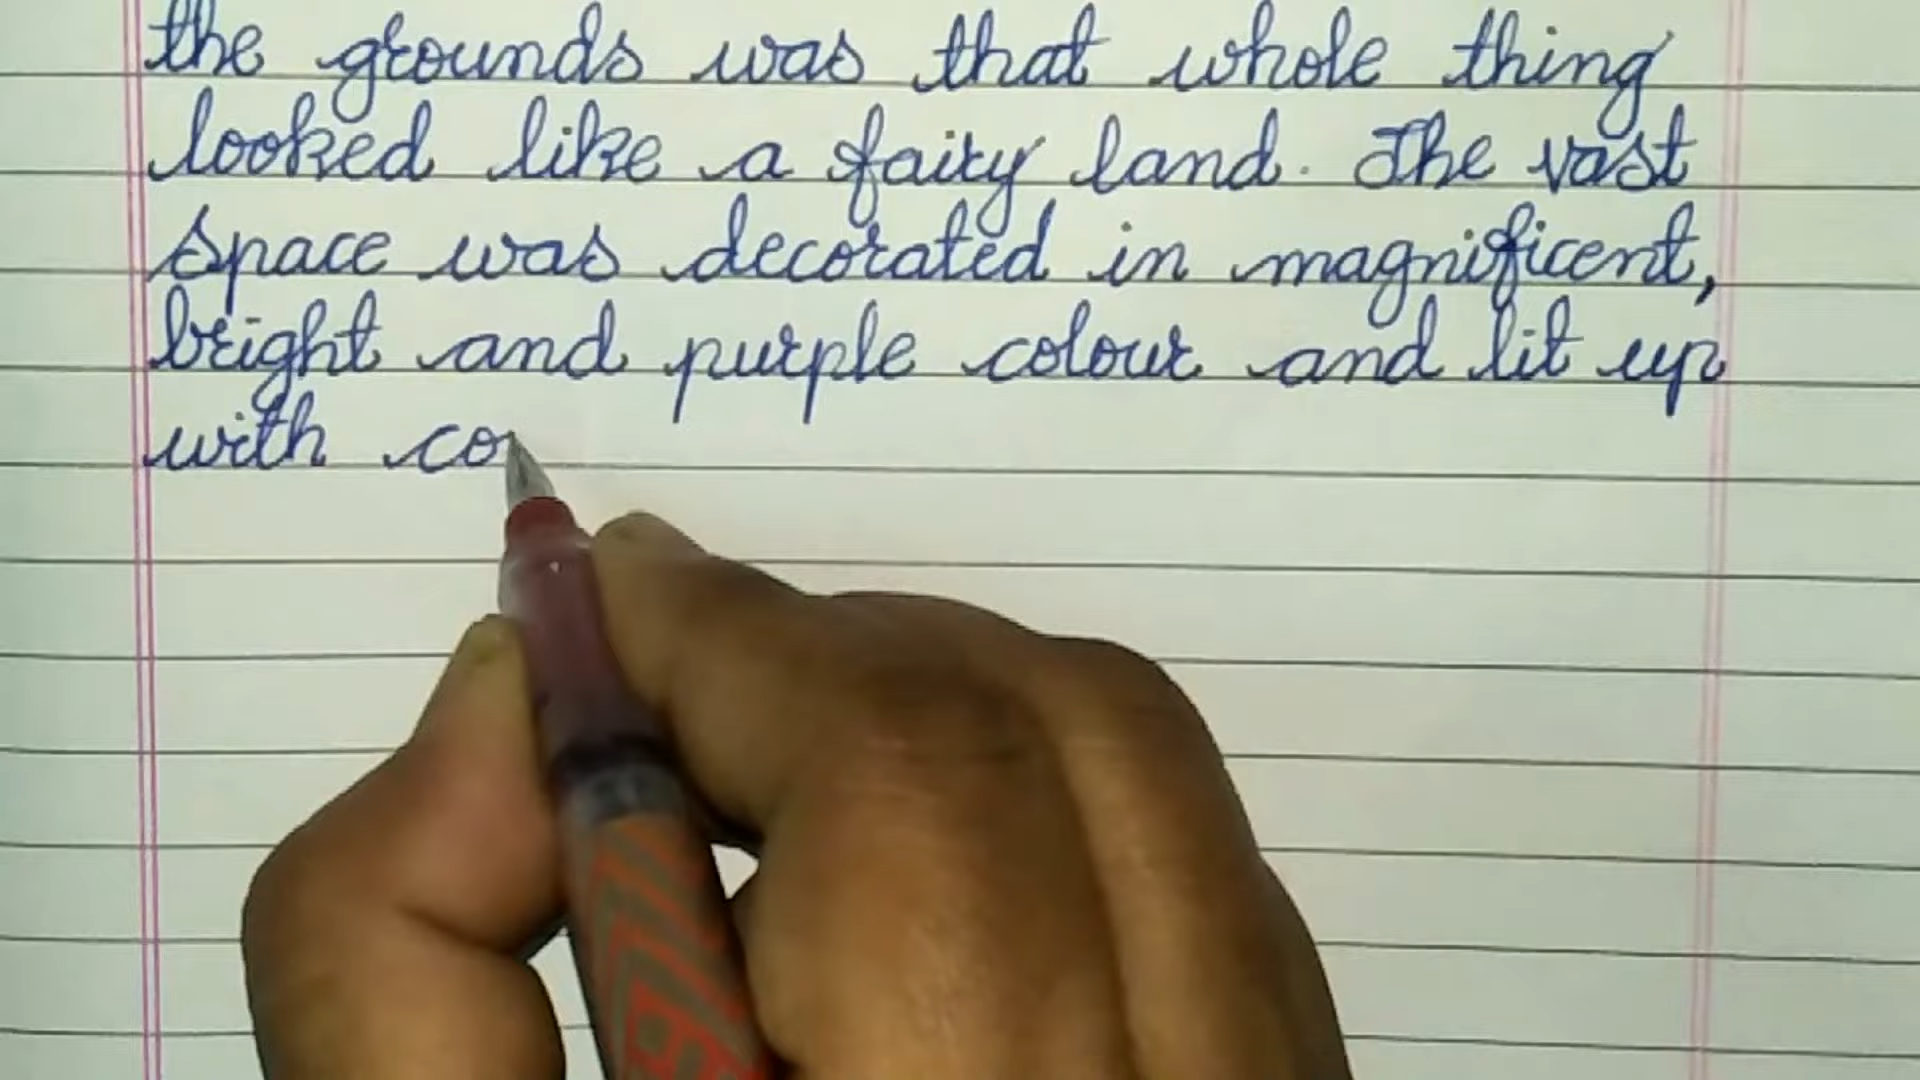 the grounds was that whole thing
looked like a fairy land. The vast
space was decorated in magnificent,
bright and purple colour and lit up
with co